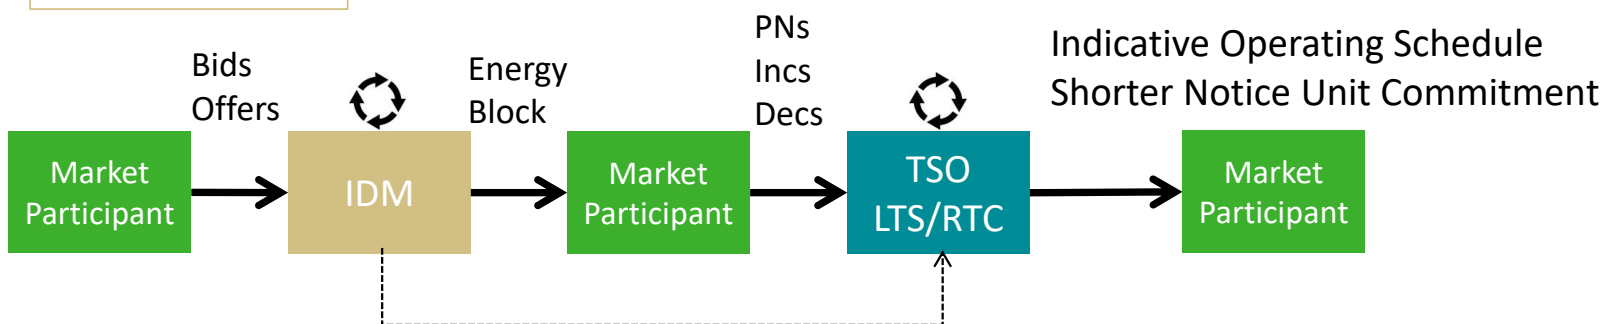 Bids
Offers
Energy
Block
PNs
Incs
Decs
Indicative Operating Schedule
Shorter Notice Unit Commitment
Market
Participant
IDM
Market
Participant
TSO
LTS/RTC
Market
Participant